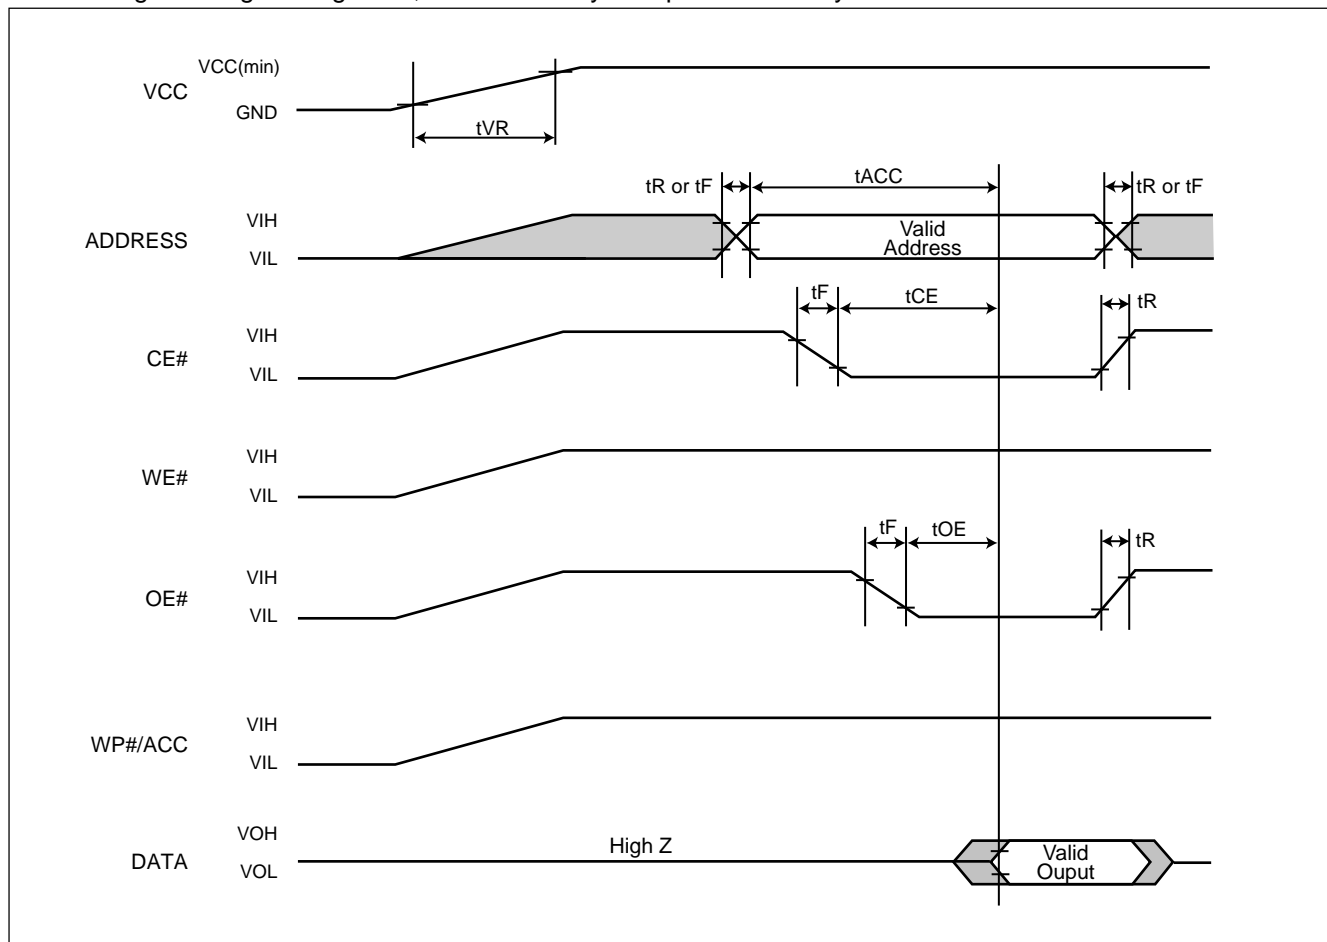 VCC(min)
VCC
GND
tVR
tR or tF
tACC
tR or tF
VIH
ADDRESS
VIL
Valid
Address
tF
tCE
tR
VIH
CE#
VIL
VIH
WE#
VIL
tF
tOE
tR
VIH
OE#
VIL
VIH
WP#/ACC
VIL
VOH
DATA
VOL
High Z
Valid
Ouput